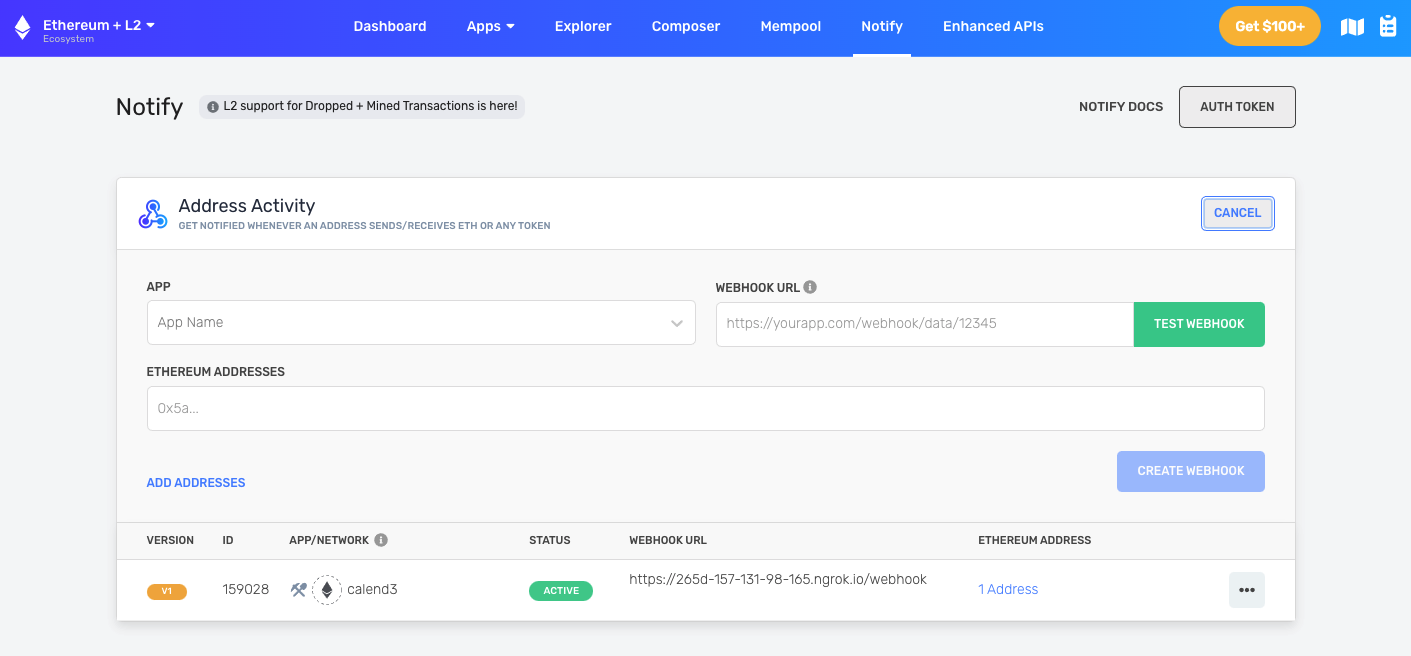 Ethereum + L2
Ecosystem
Dashboard
Apps
Explorer
Composer
Mempool
Notify
Enhanced APIs
Get $100+
Notify
L2 support for Dropped + Mined Transactions is here!
NOTIFY DOCS
AUTH TOKEN
Address Activity
GET NOTIFIED WHENEVER AN ADDRESS SENDS/RECEIVES ETH OR ANY TOKEN
CANCEL
APP
App Name
WEBHOOK URL
https://yourapp.com/webhook/data/12345
TEST WEBHOOK
ETHEREUM ADDRESSES
0x5a...
ADD ADDRESSES
CREATE WEBHOOK
VERSION ID APP/NETWORK STATUS WEBHOOK URL ETHEREUM ADDRESS
V1 159028 calend3 ACTIVE https://265d-157-131-98-165.ngrok.io/webhook 1 Address